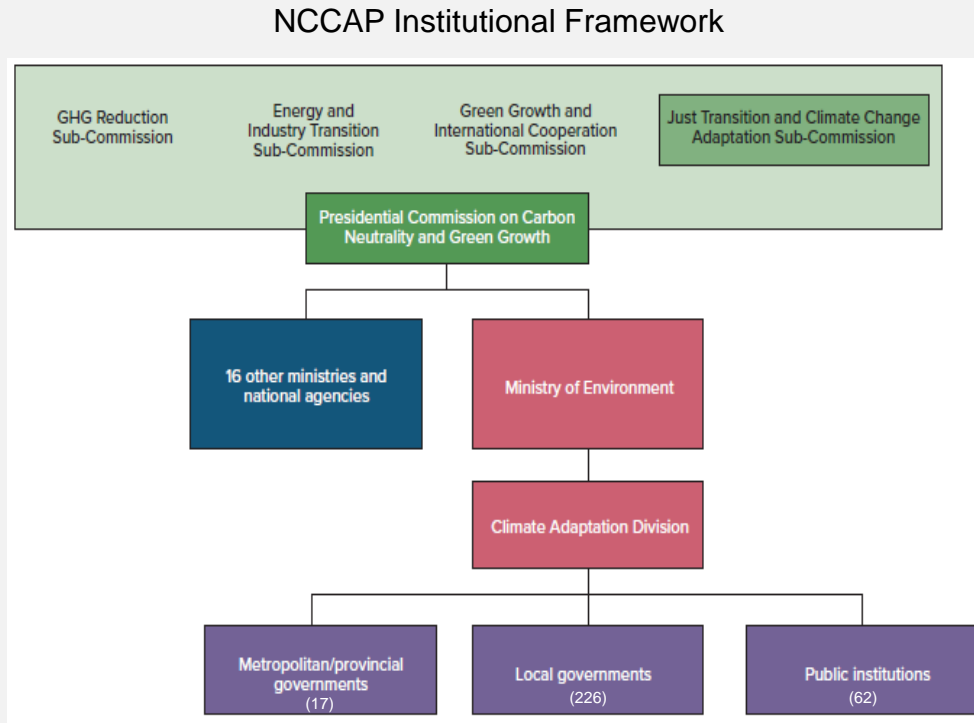 NCCAP Institutional Framework
GHG Reduction
Sub-Commission
Energy and
Industry Transition
Sub-Commission
Green Growth and
International Cooperation
Sub-Commission
Just Transition and Climate Change
Adaptation Sub-Commission
Presidential Commission on Carbon
Neutrality and Green Growth
16 other ministries and
national agencies
Ministry of Environment
Climate Adaptation Division
Metropolitan/provincial
governments
(17)
Local governments
(226)
Public institutions
(62)